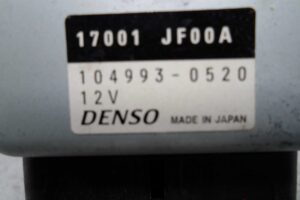 17001 JF00A
104993-0520
12V
DENSO MADE IN JAPAN